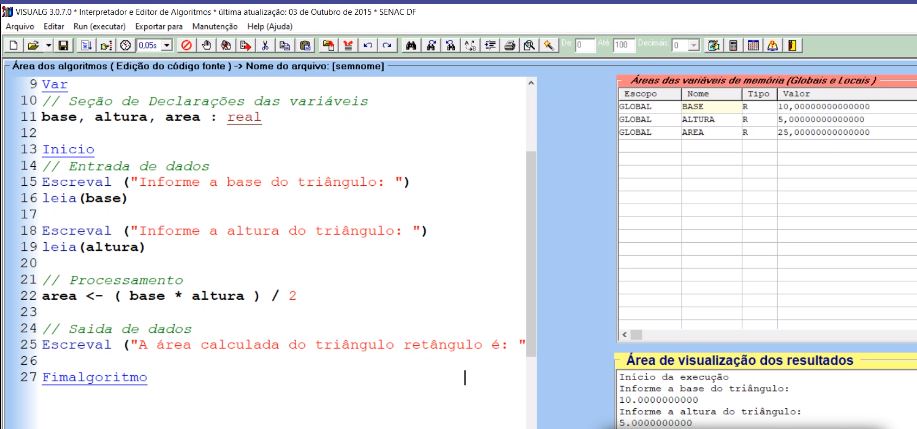 VISUALG 3.0.7.0 * Interpretador e Editor de Algoritmos * última atualização: 03 de Outubro de 2015 * SENAC DF
Arquivo Editar Run (executar) Exportar para Manutenção Help (Ajuda)
0,05s De 0 Até 100 Decimais 0
Área dos algoritmos ( Edição do código fonte ) -> Nome do arquivo: [semnome]
9 Var
10 // Seção de Declarações das variáveis
11 base, altura, area : real
12
13 Inicio
14 // Entrada de dados
15 Escreval ("Informe a base do triângulo: ")
16 leia(base)
17
18 Escreval ("Informe a altura do triângulo: ")
19 leia(altura)
20
21 // Processamento
22 area <- ( base * altura ) / 2
23
24 // Saida de dados
25 Escreval ("A área calculada do triângulo retângulo é: "
26
27 Fimalgoritmo
Áreas das variáveis de memória (Globais e Locais )
Escopo Nome Tipo Valor
GLOBAL BASE R 10,00000000000000
GLOBAL ALTURA R 5,00000000000000
GLOBAL AREA R 25,00000000000000
Área de visualização dos resultados
Início da execução
Informe a base do triângulo:
10.0000000000
Informe a altura do triângulo:
5.0000000000